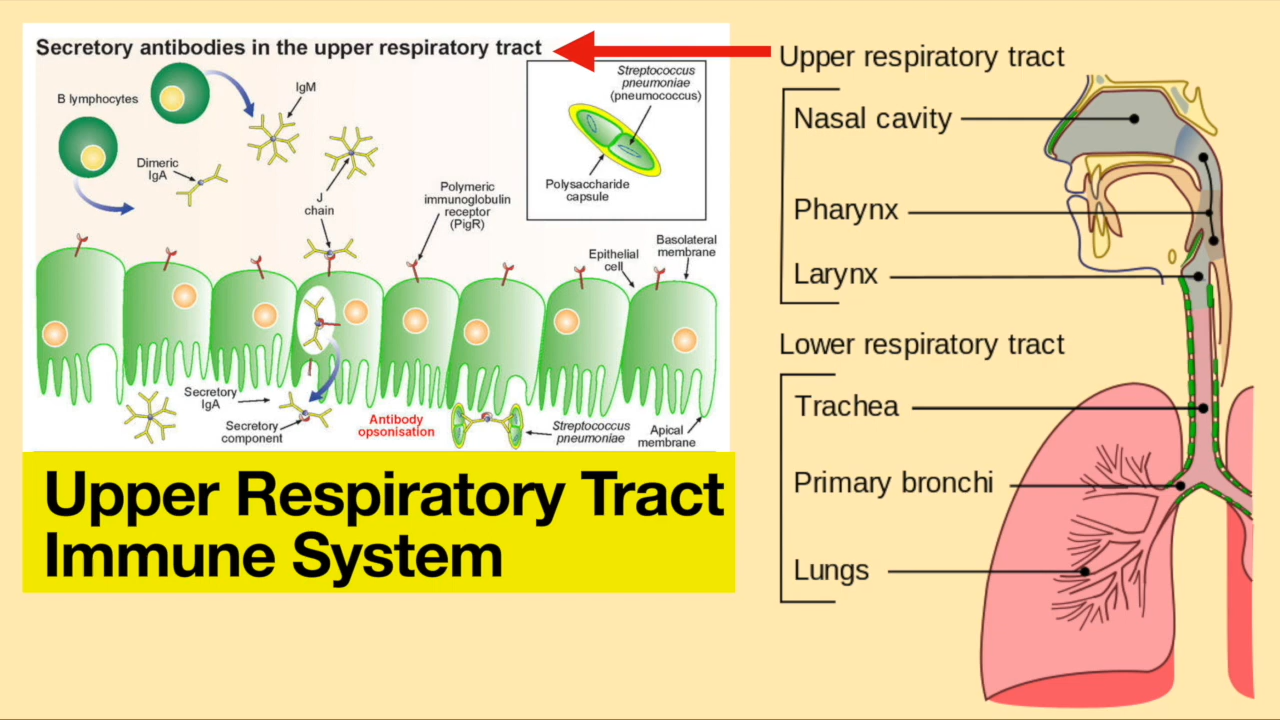 Secretory antibodies in the upper respiratory tract
B lymphocytes
IgM
Dimeric
IgA
J
chain
Polymeric
immunoglobulin
receptor
(PigR)
Streptococcus
pneumoniae
(pneumococcus)
Polysaccharide
capsule
Epithelial
cell
Basolateral
membrane
Secretory
IgA
Secretory
component
Antibody
opsonisation
Streptococcus
pneumoniae
Apical
membrane
Upper Respiratory Tract
Immune System
Upper respiratory tract
Nasal cavity
Pharynx
Larynx
Lower respiratory tract
Trachea
Primary bronchi
Lungs